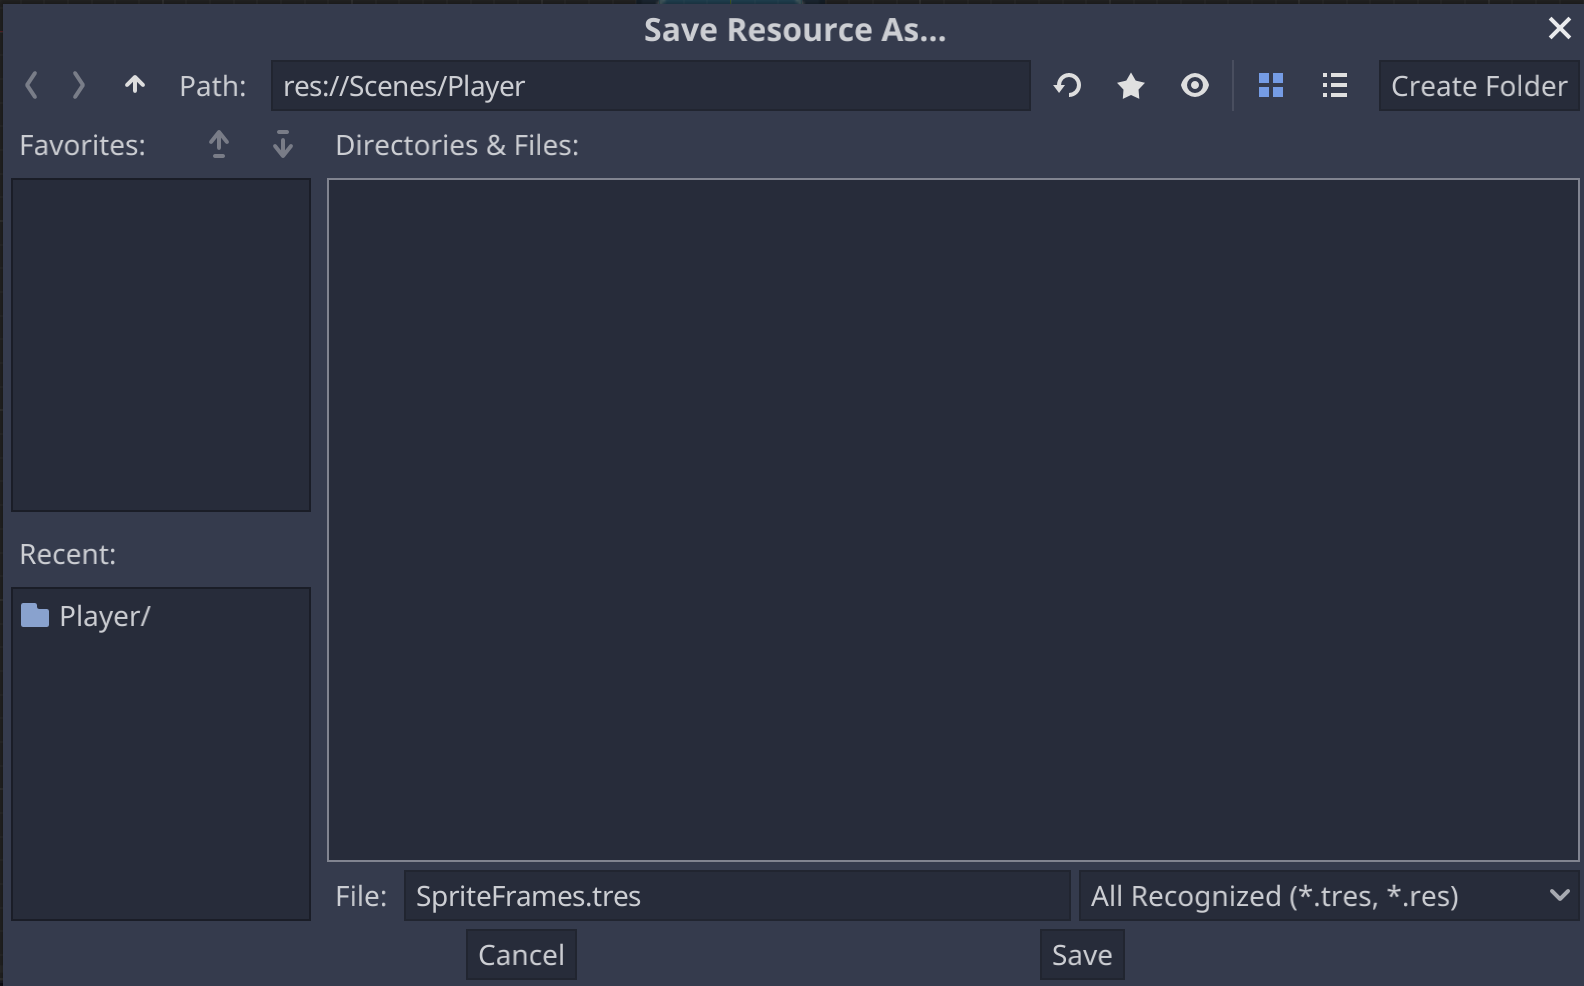 Save Resource As...
Path: res://Scenes/Player Create Folder
Favorites: Directories & Files:
Recent:
Player/
File: SpriteFrames.tres All Recognized (*.tres, *.res)
Cancel Save